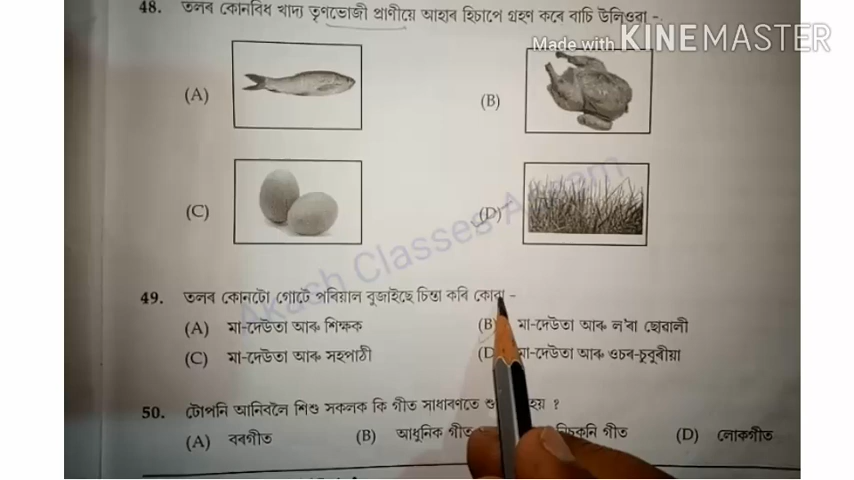 48. তলৰ কোনবিধ খাদ্য তৃণভোজী প্ৰাণীয়ে আহাৰ হিচাপে গ্ৰহণ কৰে বাচি উলিওৱা –
Made with KINEMASTER
(A) (B)
(C) (D)
Akash Classes Assam
49. তলৰ কোনটো গোটে পৰিয়াল বুজাইছে চিন্তা কৰি কোৱা –
(A) মা-দেউতা আৰু শিক্ষক (B) মা-দেউতা আৰু ল'ৰা ছোৱালী
(C) মা-দেউতা আৰু সহপাঠী (D) মা-দেউতা আৰু ওচৰ-চুবুৰীয়া
50. টোপনি আনিবলৈ শিশু সকলক কি গীত সাধাৰণতে হয় ?
(A) বৰগীত (B) আধুনিক গীত গীত (D) লোকগীত